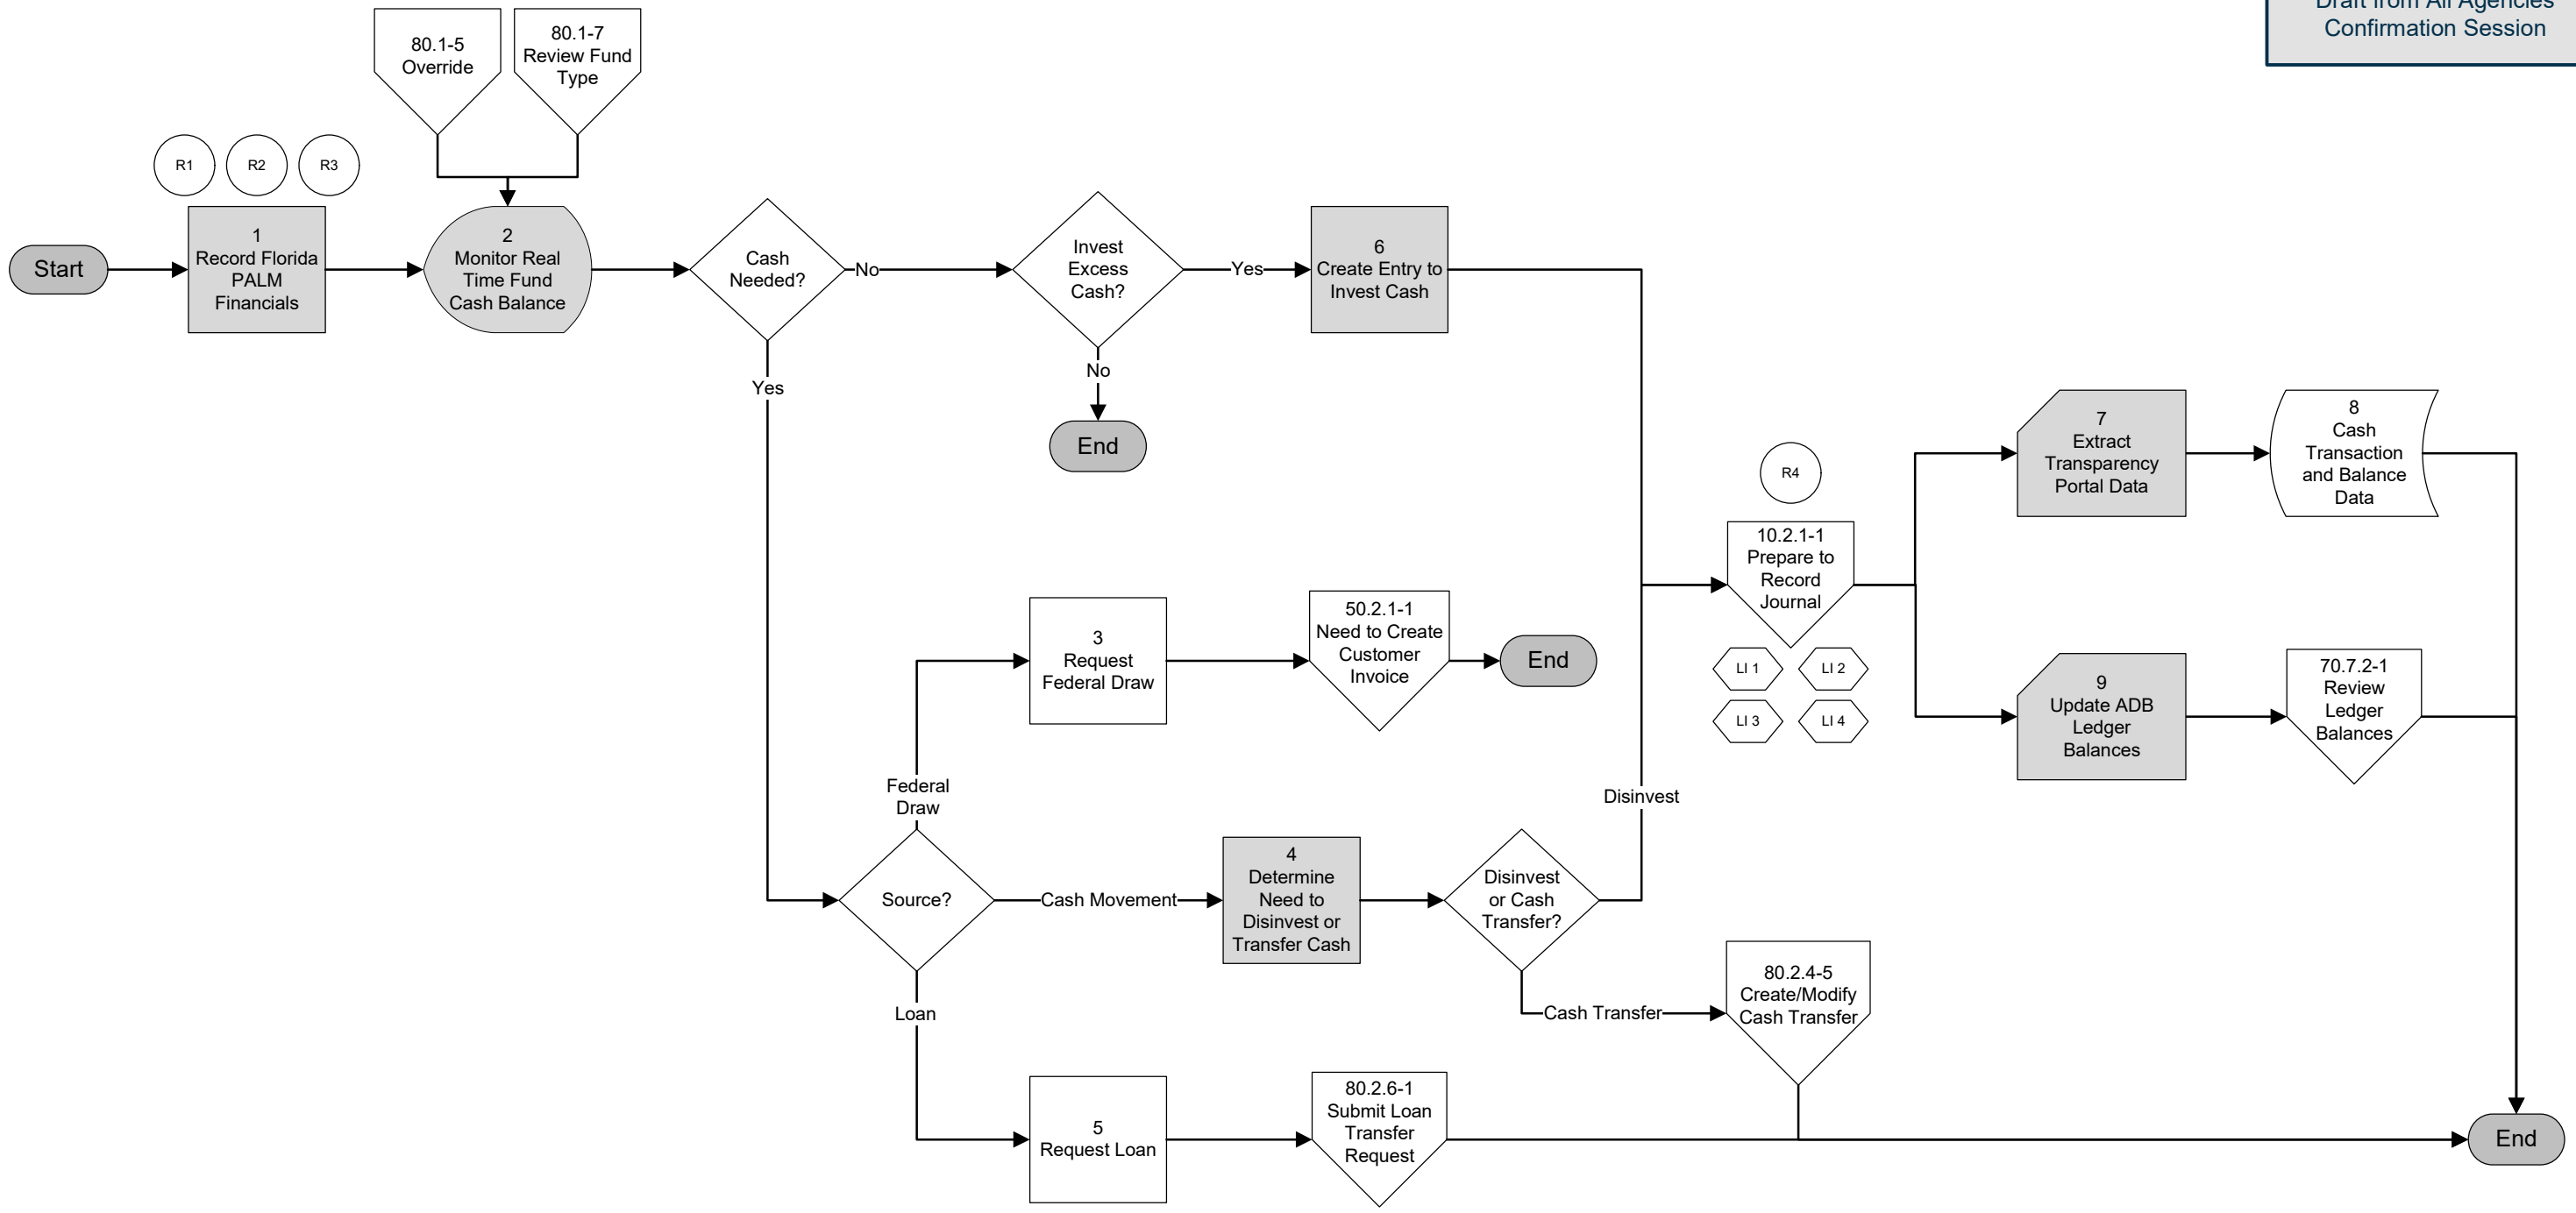 Draft from All Agencies
Confirmation Session
80.1-5
Override
80.1-7
Review Fund
Type
R1
R2
R3
Start
1
Record Florida
PALM
Financials
2
Monitor Real
Time Fund
Cash Balance
Cash
Needed?
No
Invest
Excess
Cash?
Yes
6
Create Entry to
Invest Cash
Yes
No
End
7
Extract
Transparency
Portal Data
8
Cash
Transaction
and Balance
Data
R4
10.2.1-1
Prepare to
Record
Journal
LI 1
LI 2
LI 3
LI 4
3
Request
Federal Draw
50.2.1-1
Need to Create
Customer
Invoice
End
9
Update ADB
Ledger
Balances
70.7.2-1
Review
Ledger
Balances
Federal
Draw
Disinvest
Source?
Cash Movement
4
Determine
Need to
Disinvest or
Transfer Cash
Disinvest
or Cash
Transfer?
Loan
Cash Transfer
80.2.4-5
Create/Modify
Cash Transfer
5
Request Loan
80.2.6-1
Submit Loan
Transfer
Request
End